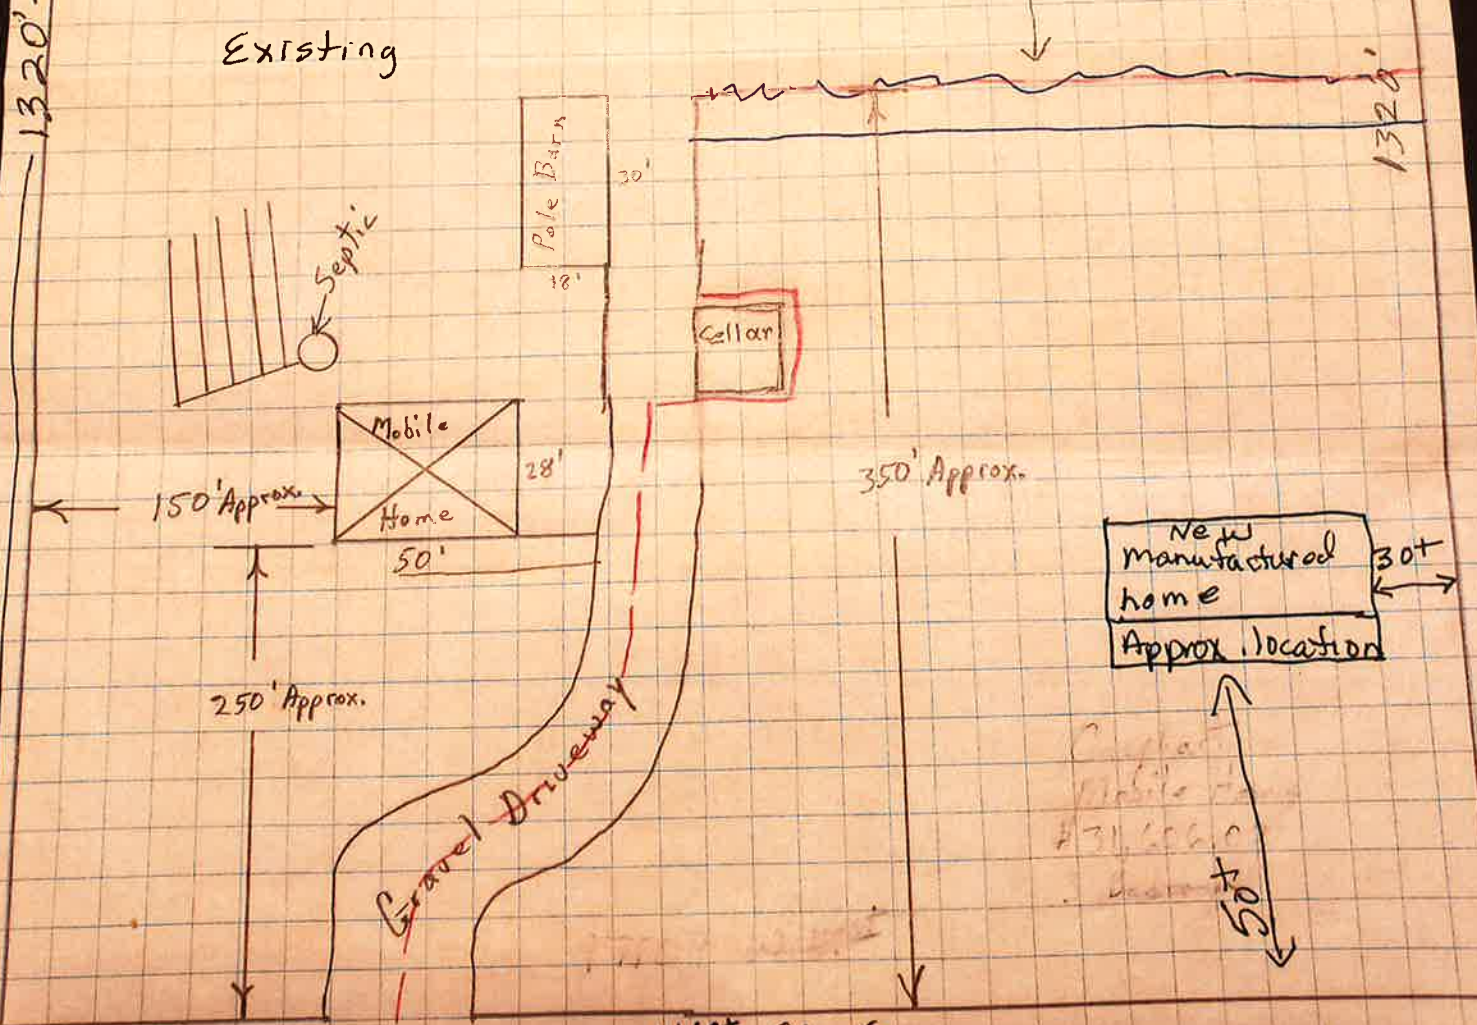 1320'
Existing
1320'
Pole Barn
30'
18'
Septic
Cellar
Mobile
Home
28'
50'
150' Approx.
350' Approx.
New
manufactured
home
Approx. location
30+
250' Approx.
Gravel Driveway
50+